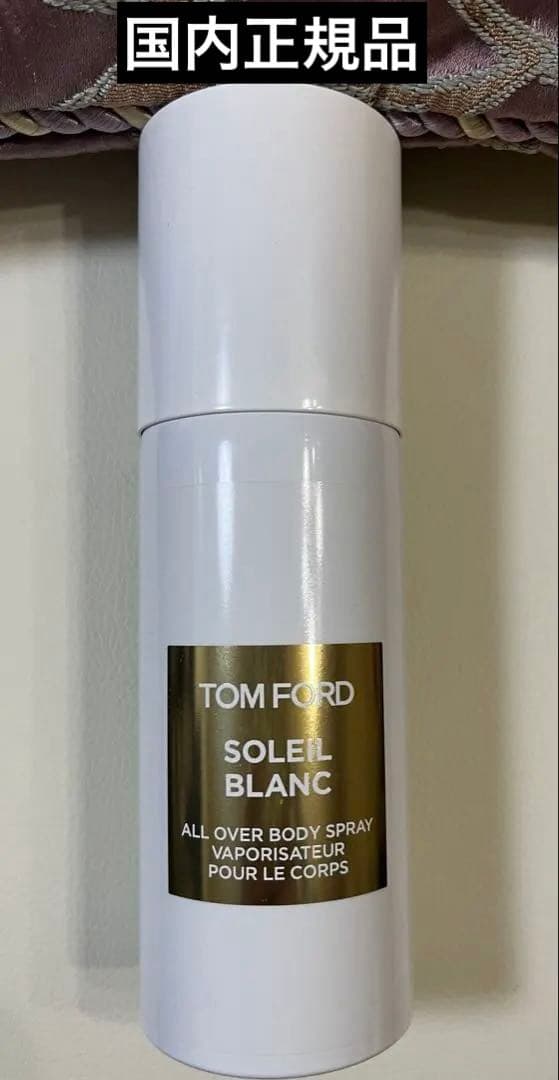 国内正規品
TOM FORD
SOLEIL
BLANC
ALL OVER BODY SPRAY
VAPORISATEUR
POUR LE CORPS